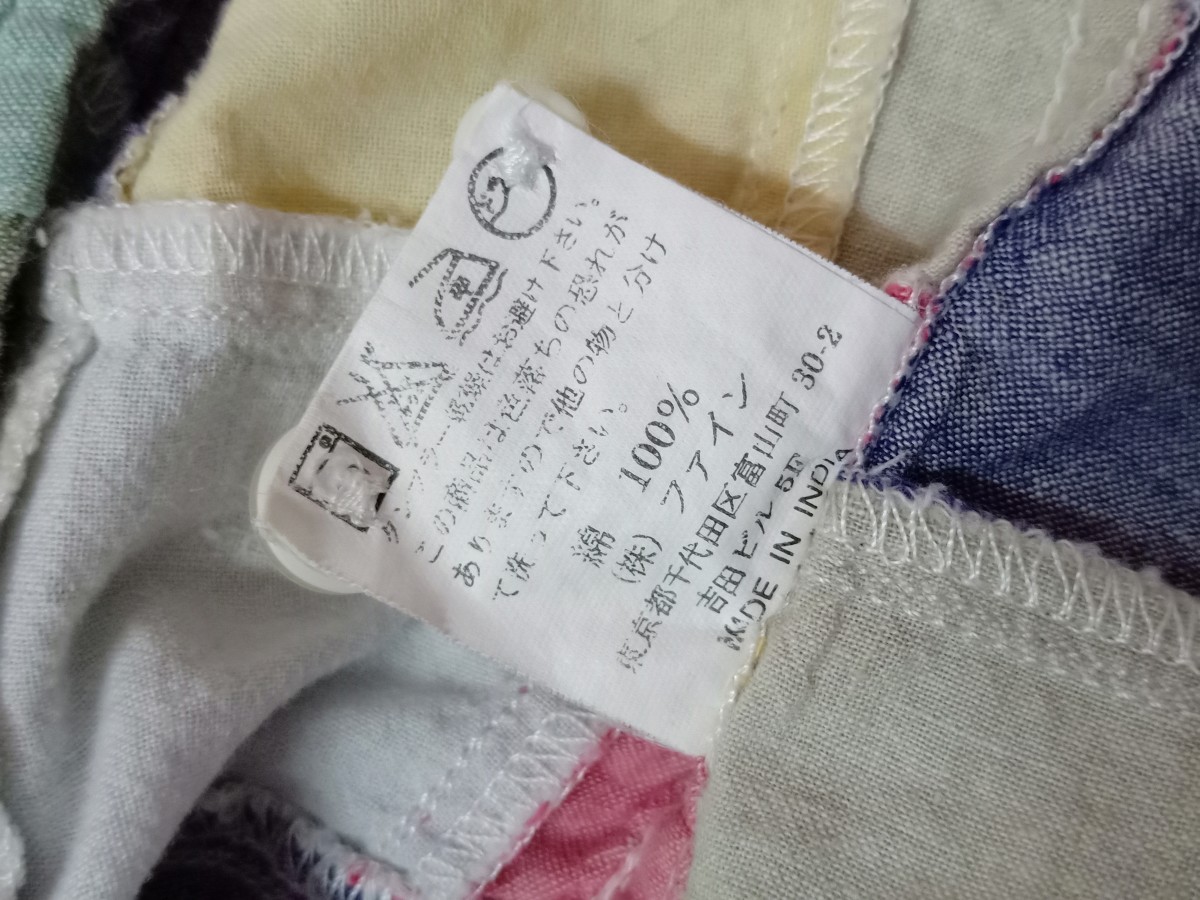 タンブラー乾燥はお避け下さい。
この商品は色落ちの恐れが
ありますので他の物と分け
て洗って下さい。
綿 100%
(株) ファイン
東京都千代田区富山町 30-2
吉田ビル 5F
MADE IN INDIA